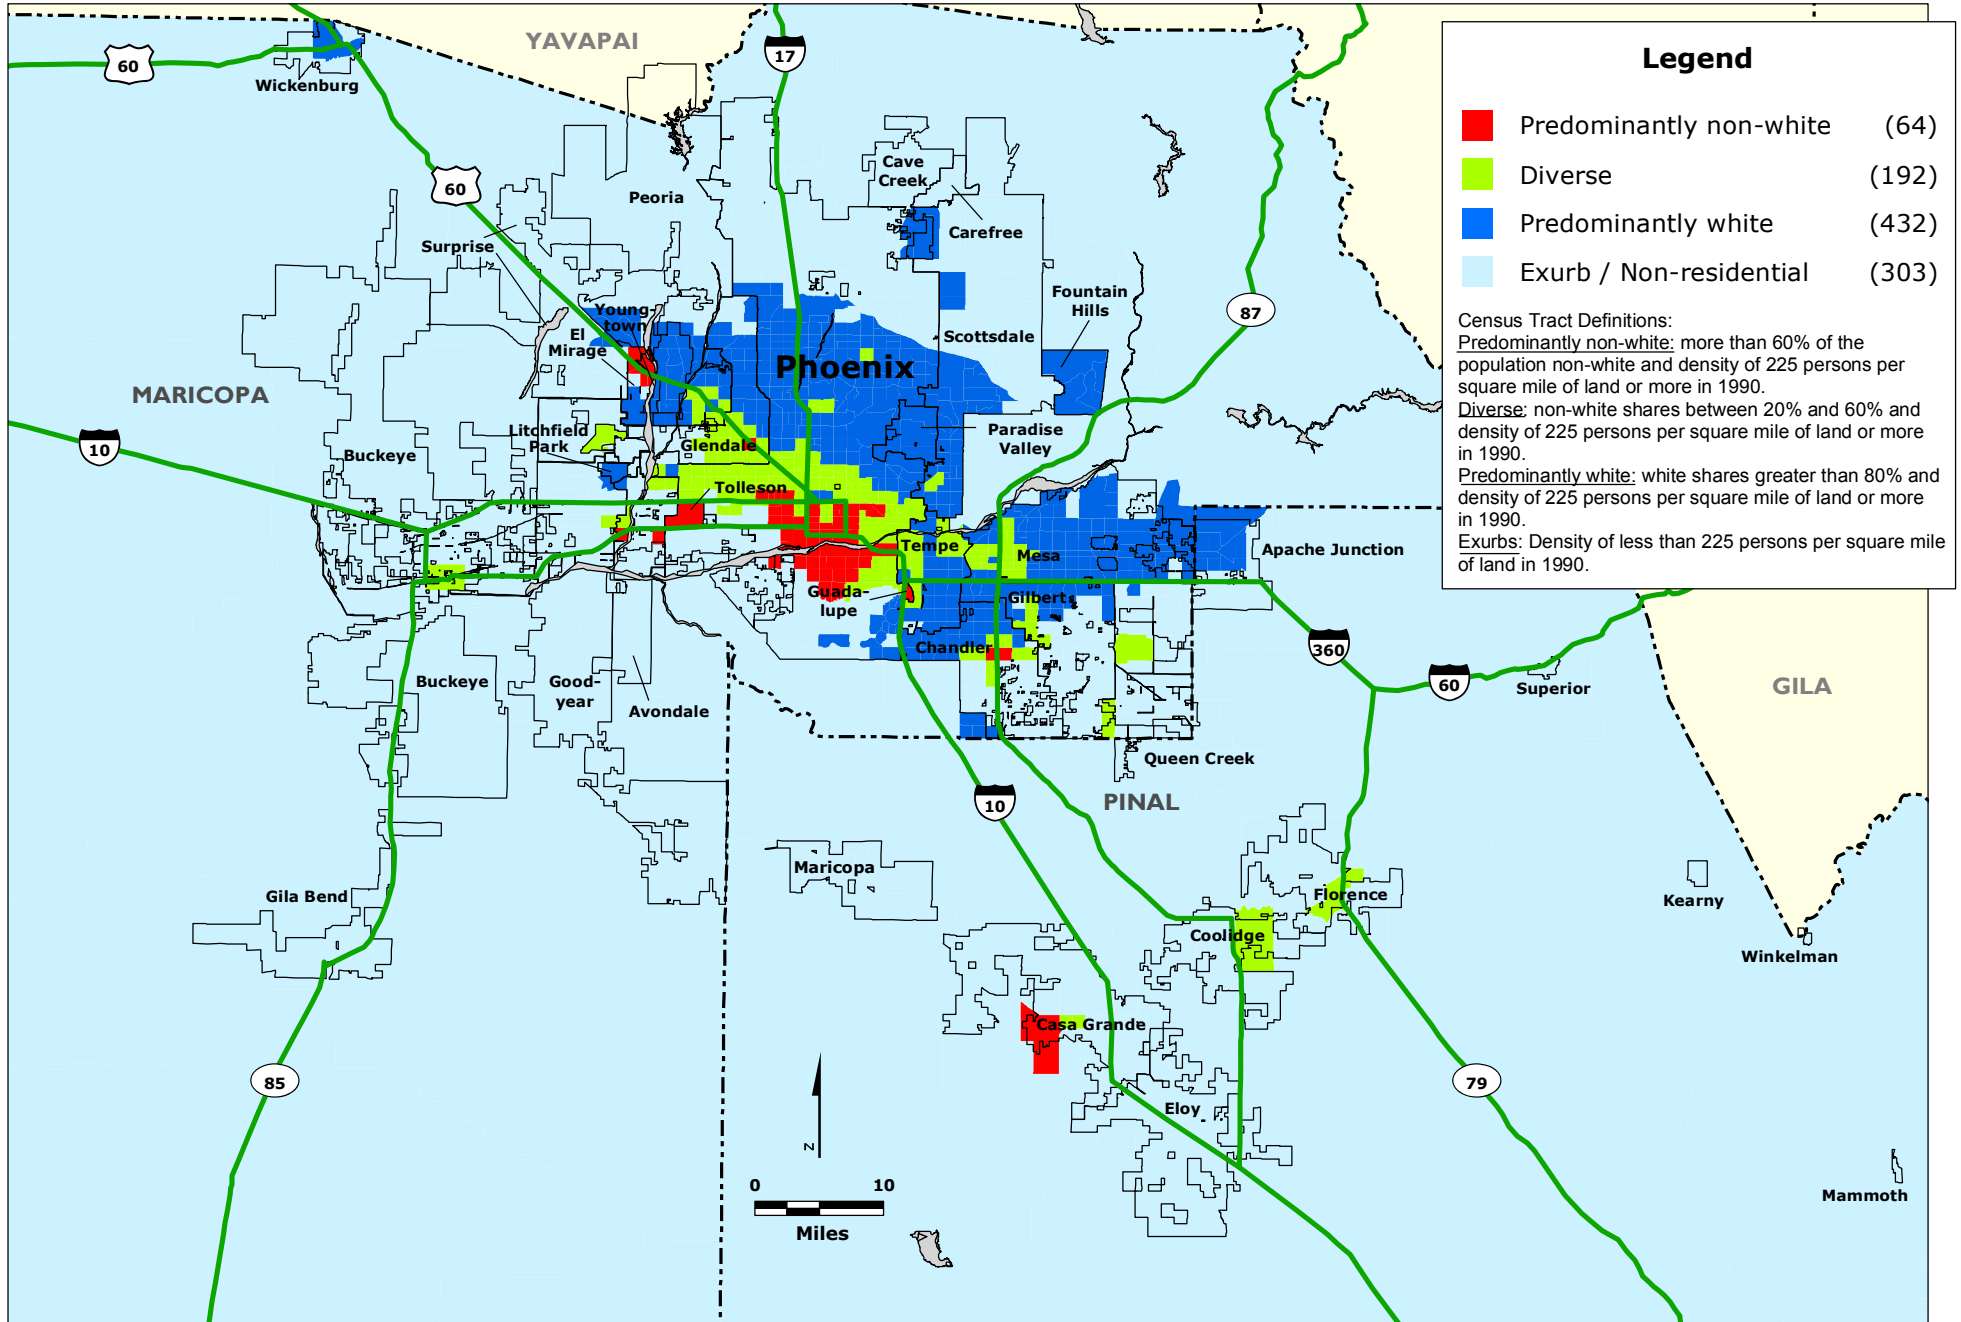 YAVAPAI
60
17
Wickenburg
Legend
Predominantly non-white (64)
Diverse (192)
Predominantly white (432)
Exurb / Non-residential (303)
Census Tract Definitions:
Predominantly non-white: more than 60% of the
population non-white and density of 225 persons per
square mile of land or more in 1990.
Diverse: non-white shares between 20% and 60% and
density of 225 persons per square mile of land or more
in 1990.
Predominantly white: white shares greater than 80% and
density of 225 persons per square mile of land or more
in 1990.
Exurbs: Density of less than 225 persons per square mile
of land in 1990.
Cave
Creek
60
Peoria
Carefree
Surprise
Fountain
Hills
87
Young-
town
El
Mirage
Scottsdale
Phoenix
MARICOPA
Litchfield
Park
Glendale
Paradise
Valley
10
Buckeye
Tolleson
Tempe
Mesa
Apache Junction
Guada-
lupe
Gilbert
Chandler
360
60
Superior
GILA
Buckeye
Good-
year
Avondale
Queen Creek
10
PINAL
Maricopa
Gila Bend
Florence
Kearny
Coolidge
Winkelman
Casa Grande
85
79
Eloy
N
0 10
Miles
Mammoth